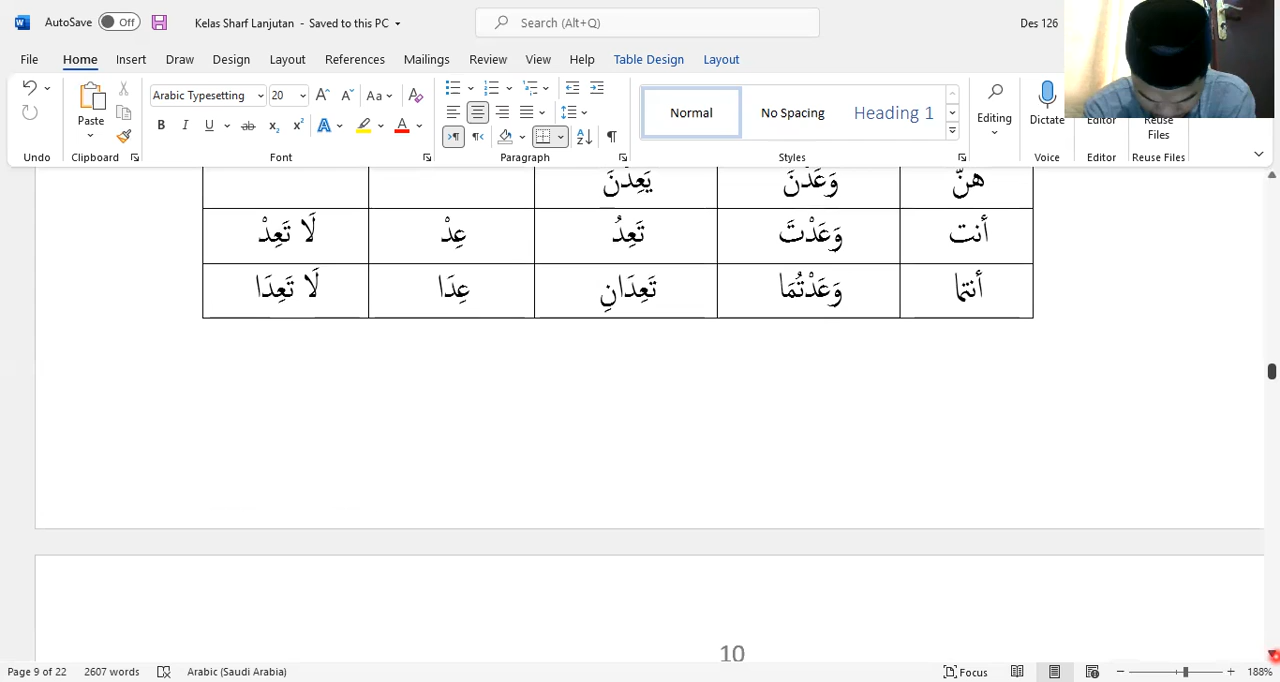 AutoSave Off Kelas Sharf Lanjutan - Saved to this PC Search (Alt+Q) Des 126
File Home Insert Draw Design Layout References Mailings Review View Help Table Design Layout
Arabic Typesetting 20 Aa
Paste
Normal No Spacing Heading 1
Editing Dictate Editor Reuse Files
Undo Clipboard Font Paragraph Styles Voice Editor Reuse Files
هنّ وَعَدْنَ يَعِدْنَ
أنت وَعَدْتَ تَعِدُ عِدْ لَا تَعِدْ
أنتما وَعَدْتُمَا تَعِدَانِ عِدَا لَا تَعِدَا
10
Page 9 of 22 2607 words Arabic (Saudi Arabia) Focus 188%